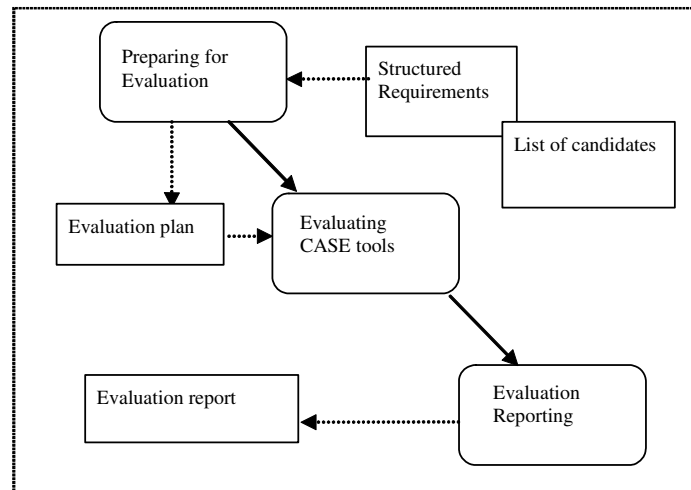 Preparing for
Evaluation
Structured
Requirements
List of candidates
Evaluation plan
Evaluating
CASE tools
Evaluation report
Evaluation
Reporting